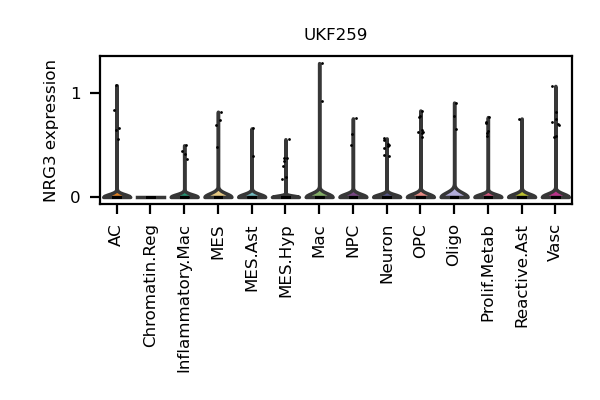 UKF259
NRG3 expression
1
0
AC
Chromatin.Reg
Inflammatory.Mac
MES
MES.Ast
MES.Hyp
Mac
NPC
Neuron
OPC
Oligo
Prolif.Metab
Reactive.Ast
Vasc